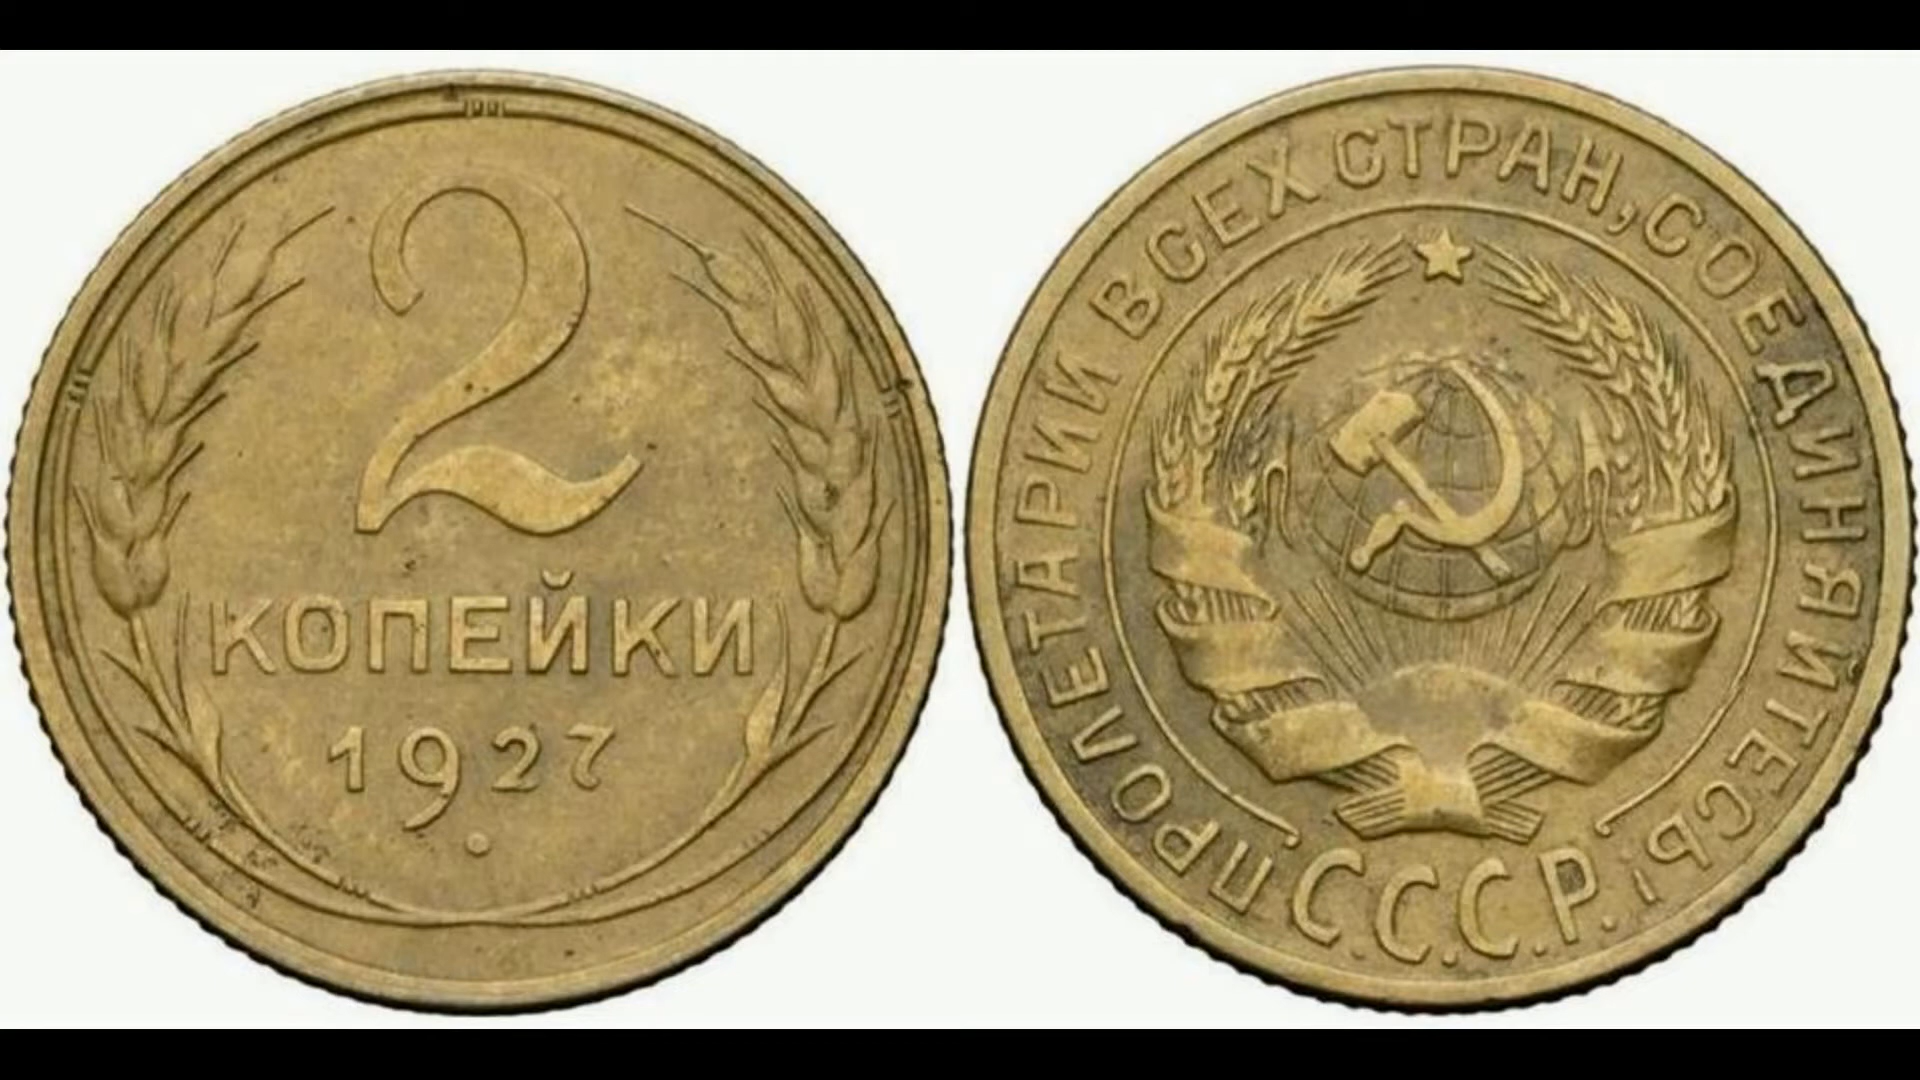 2
КОПЕЙКИ
1927
ПРОЛЕТАРИИ ВСЕХ СТРАН, СОЕДИНЯЙТЕСЬ!
С.С.С.Р.